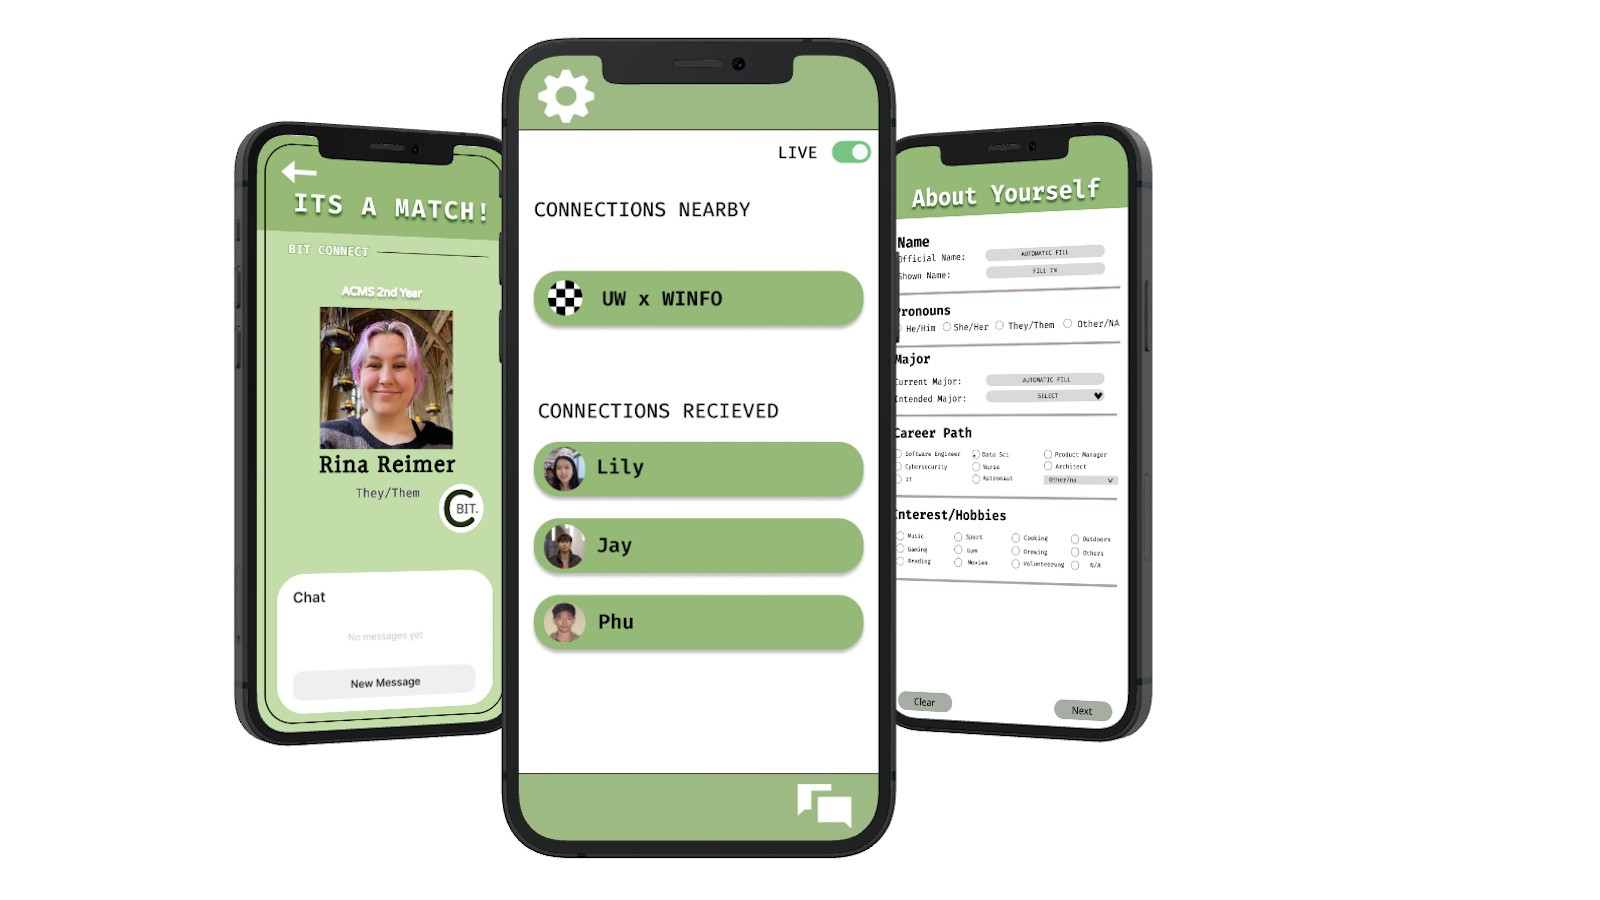 ITS A MATCH!
BIT CONNECT
ACMS 2nd Year
Rina Reimer
They/Them
BIT.
Chat
No messages yet
New Message
LIVE
CONNECTIONS NEARBY
UW x WINFO
CONNECTIONS RECIEVED
Lily
Jay
Phu
About Yourself
Name
Official Name: AUTOMATIC FILL
Shown Name: FILL IN
Pronouns
He/Him She/Her They/Them Other/NA
Major
Current Major: AUTOMATIC FILL
Intended Major: SELECT
Career Path
Software Engineer Data Sci Product Manager
Cybersecurity Nurse Architect
IT Astronaut Other/na
Interest/Hobbies
Music Sport Cooking Outdoors
Gaming Gym Drawing Others
Reading Movies Volunteerung N/A
Clear Next